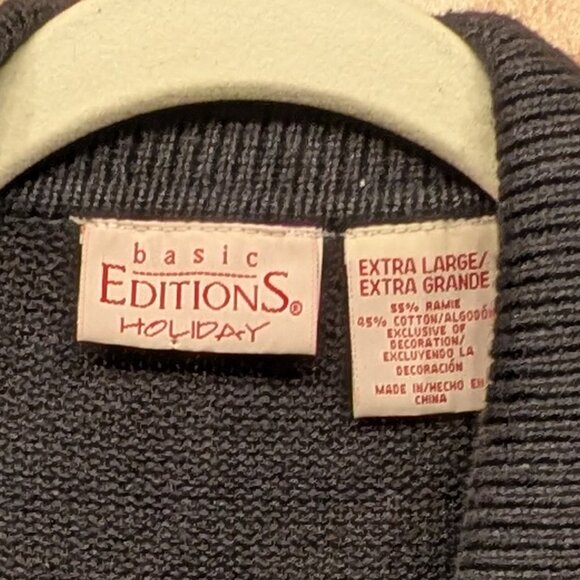 basic
EDITIONS®
HOLIDAY
EXTRA LARGE/
EXTRA GRANDE
55% RAMIE
45% COTTON/ALGODÓN
EXCLUSIVE OF
DECORATION/
EXCLUYENDO LA
DECORACIÓN
MADE IN/HECHO EN
CHINA